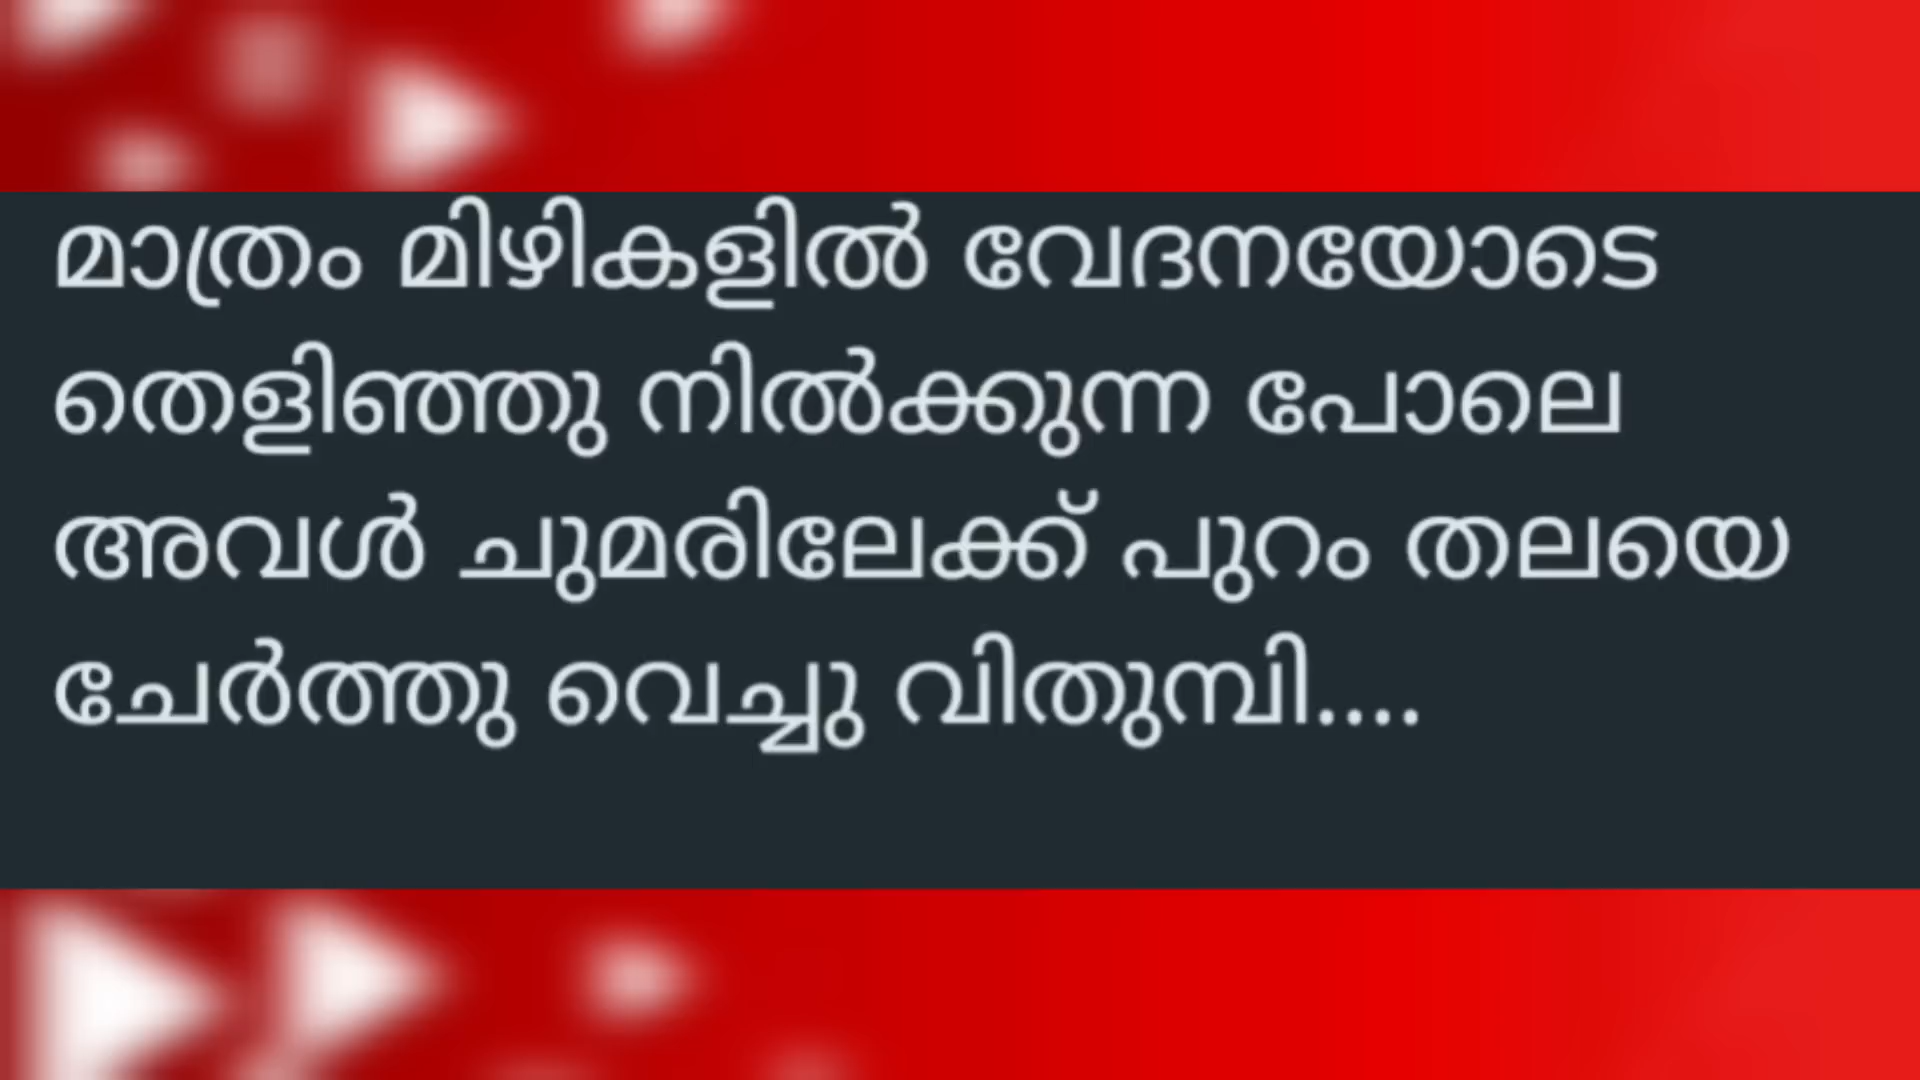 മാത്രം മിഴികളിൽ വേദനയോടെ
തെളിഞ്ഞു നിൽക്കുന്ന പോലെ
അവൾ ചുമരിലേക്ക് പുറം തലയെ
ചേർത്തു വെച്ചു വിതുമ്പി....